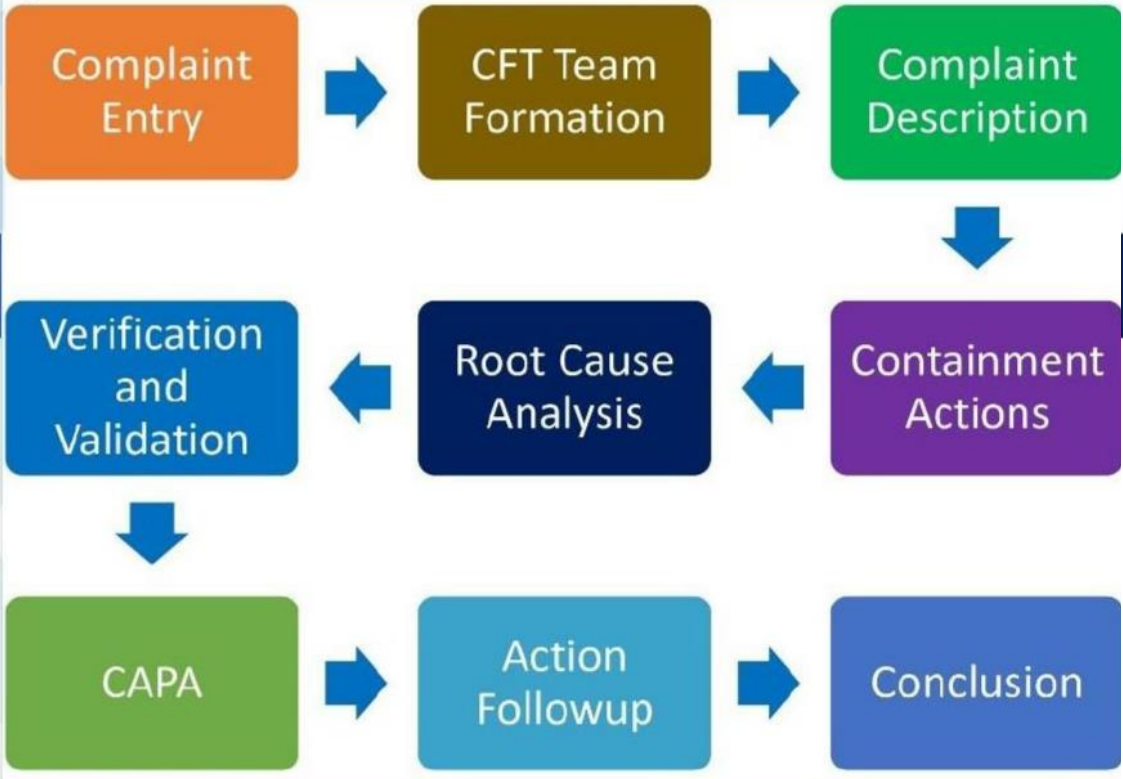 Complaint
Entry
CFT Team
Formation
Complaint
Description
Containment
Actions
Root Cause
Analysis
Verification
and
Validation
CAPA
Action
Followup
Conclusion